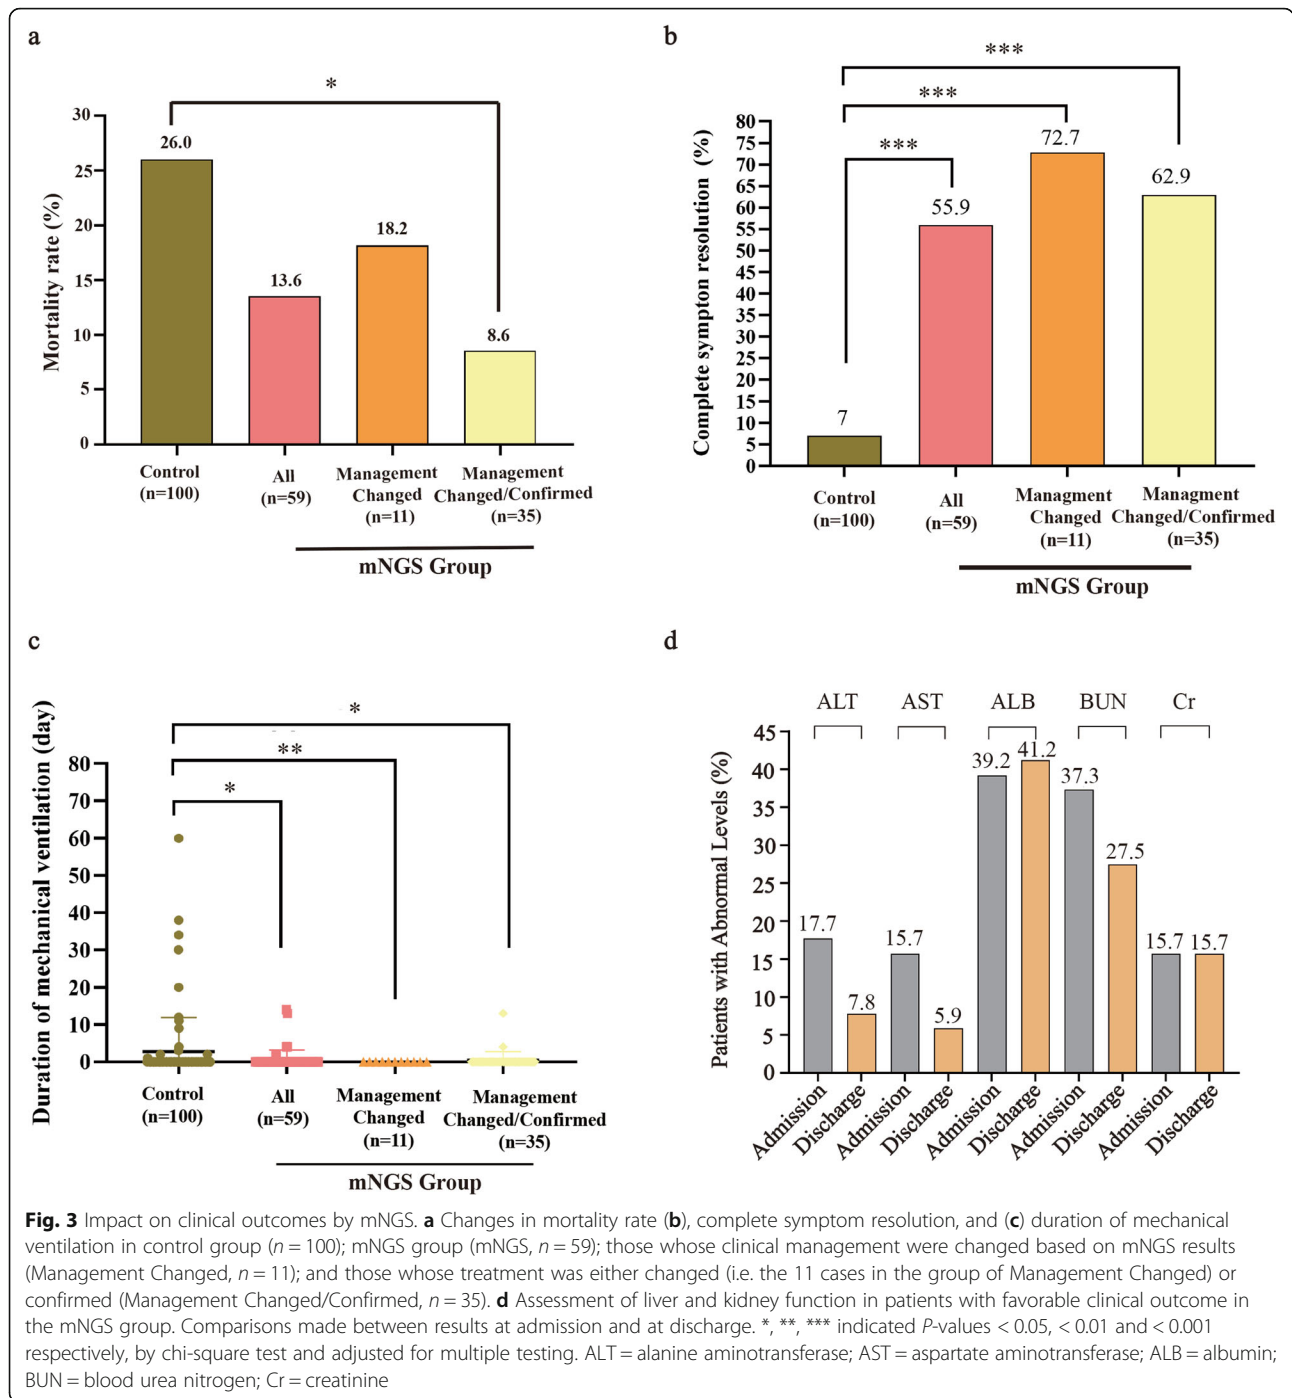 a
*
Mortality rate (%)
30
25
20
15
10
5
0
26.0
13.6
18.2
8.6
Control
(n=100)
All
(n=59)
Management
Changed
(n=11)
Management
Changed/Confirmed
(n=35)
mNGS Group
b
***
***
***
Complete sympton resolution (%)
80
75
70
65
60
55
50
45
40
35
30
25
20
15
10
5
0
7
55.9
72.7
62.9
Control
(n=100)
All
(n=59)
Managment
Changed
(n=11)
Managment
Changed/Confirmed
(n=35)
mNGS Group
c
*
**
*
Duration of mechanical ventilation (day)
80
70
60
50
40
30
20
10
0
Control
(n=100)
All
(n=59)
Management
Changed
(n=11)
Management
Changed/Confirmed
(n=35)
mNGS Group
d
ALT AST ALB BUN Cr
Patients with Abnormal Levels (%)
45
40
35
30
25
20
15
10
5
0
17.7
7.8
15.7
5.9
39.2
41.2
37.3
27.5
15.7
15.7
Admission
Discharge
Admission
Discharge
Admission
Discharge
Admission
Discharge
Admission
Discharge
Fig. 3 Impact on clinical outcomes by mNGS. a Changes in mortality rate (b), complete symptom resolution, and (c) duration of mechanical
ventilation in control group (n = 100); mNGS group (mNGS, n = 59); those whose clinical management were changed based on mNGS results
(Management Changed, n = 11); and those whose treatment was either changed (i.e. the 11 cases in the group of Management Changed) or
confirmed (Management Changed/Confirmed, n = 35). d Assessment of liver and kidney function in patients with favorable clinical outcome in
the mNGS group. Comparisons made between results at admission and at discharge. *, **, *** indicated P-values < 0.05, < 0.01 and < 0.001
respectively, by chi-square test and adjusted for multiple testing. ALT = alanine aminotransferase; AST = aspartate aminotransferase; ALB = albumin;
BUN = blood urea nitrogen; Cr = creatinine